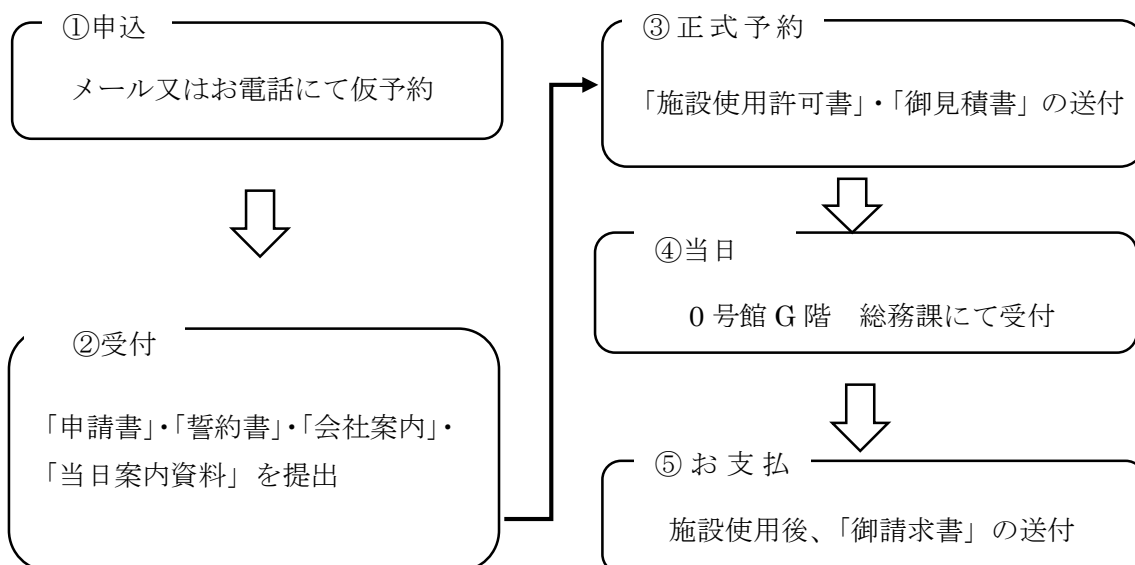 ①申込
メール又はお電話にて仮予約
②受付
「申請書」・「誓約書」・「会社案内」・
「当日案内資料」を提出
③正式予約
「施設使用許可書」・「御見積書」の送付
④当日
0号館G階　総務課にて受付
⑤お支払
施設使用後、「御請求書」の送付